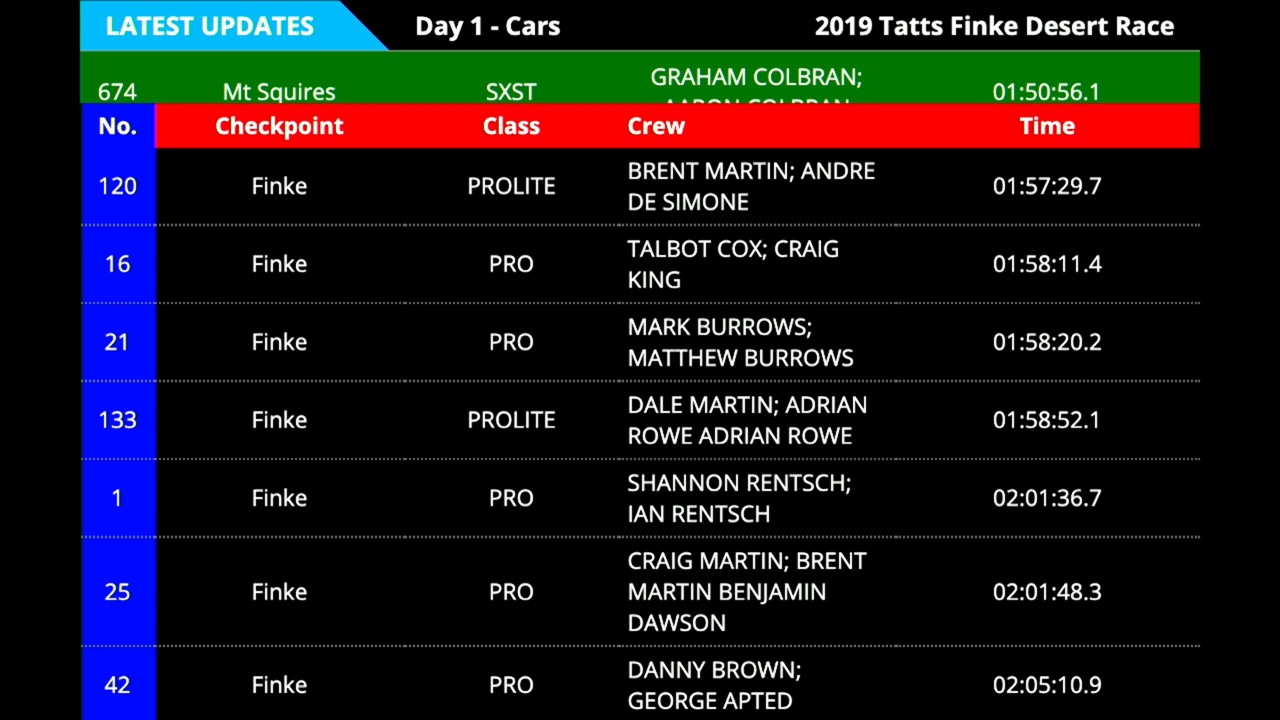 LATEST UPDATES Day 1 - Cars 2019 Tatts Finke Desert Race
674 Mt Squires SXST GRAHAM COLBRAN; 01:50:56.1
AARON COLBRAN
No. Checkpoint Class Crew Time
120 Finke PROLITE BRENT MARTIN; ANDRE 01:57:29.7
DE SIMONE
16 Finke PRO TALBOT COX; CRAIG 01:58:11.4
KING
21 Finke PRO MARK BURROWS; 01:58:20.2
MATTHEW BURROWS
133 Finke PROLITE DALE MARTIN; ADRIAN 01:58:52.1
ROWE ADRIAN ROWE
1 Finke PRO SHANNON RENTSCH; 02:01:36.7
IAN RENTSCH
25 Finke PRO CRAIG MARTIN; BRENT 02:01:48.3
MARTIN BENJAMIN
DAWSON
42 Finke PRO DANNY BROWN; 02:05:10.9
GEORGE APTED